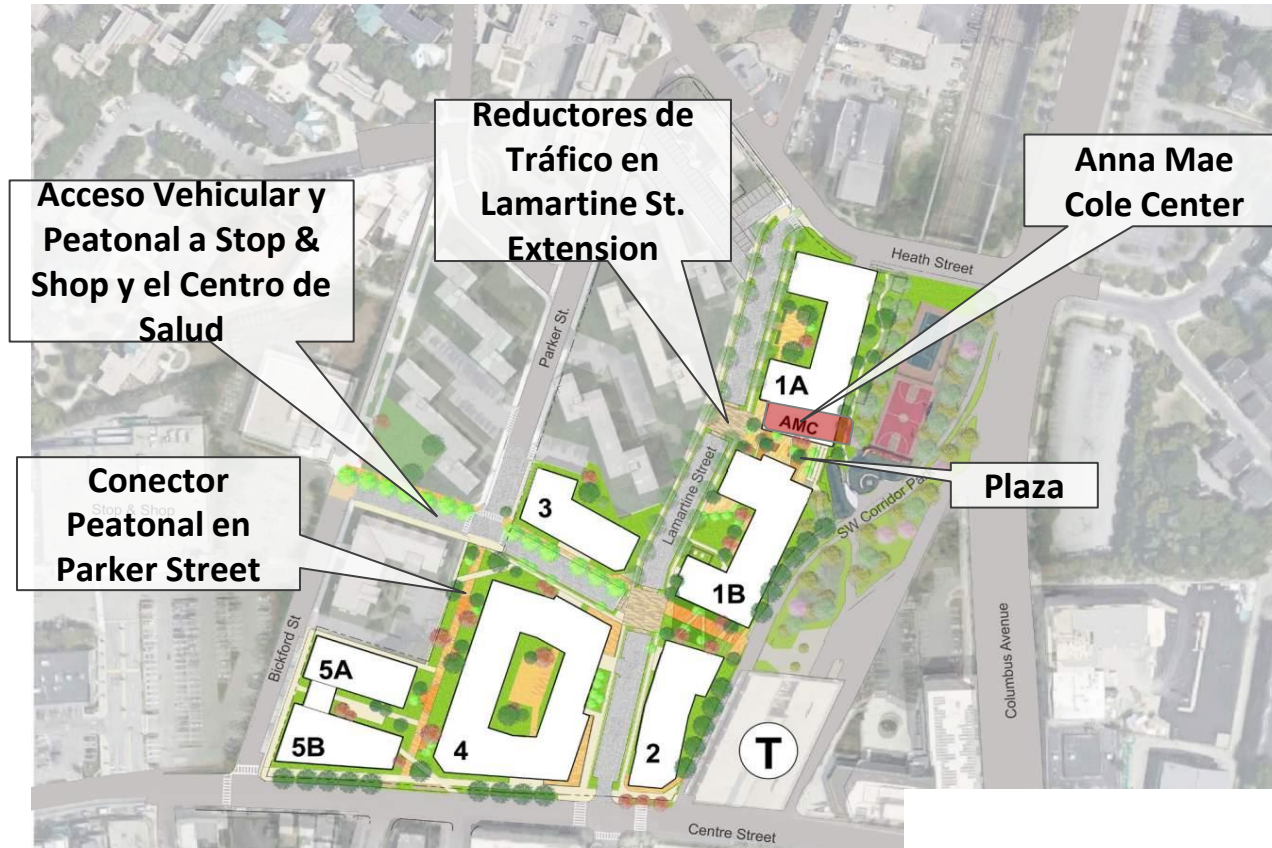 Reductores de
Tráfico en
Lamartine St.
Extension
Anna Mae
Cole Center
Acceso Vehicular y
Peatonal a Stop &
Shop y el Centro de
Salud
Heath Street
Parker St.
1A
AMC
Plaza
Conector
Peatonal en
Parker Street
Stop & Shop
3
Lamartine Street
SW Corridor Pa
1B
Bickford St
5A
5B
4
2
T
Columbus Avenue
Centre Street